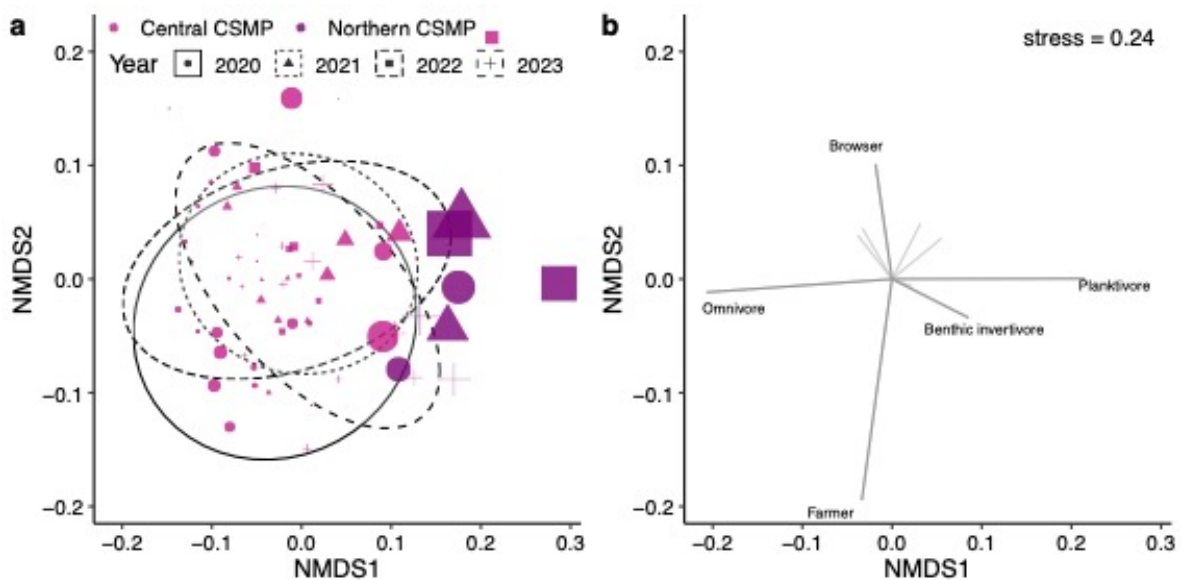 a
Central CSMP Northern CSMP
Year 2020 2021 2022 2023
0.2
0.1
0.0
−0.1
−0.2
NMDS2
−0.2 −0.1 0.0 0.1 0.2 0.3
NMDS1
b
stress = 0.24
0.2
0.1
0.0
−0.1
−0.2
NMDS2
Browser
Omnivore
Planktivore
Benthic invertivore
Farmer
−0.2 −0.1 0.0 0.1 0.2 0.3
NMDS1